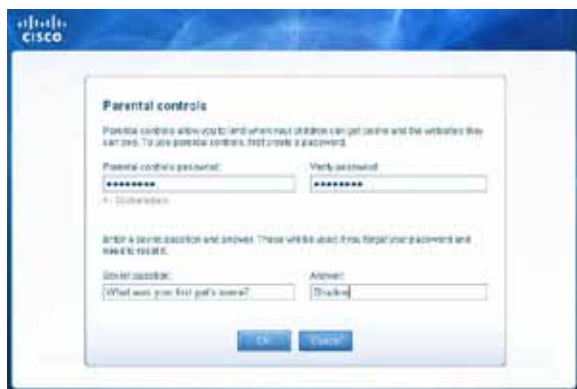 CISCO
Parental controls
Parental controls allow you to limit when your children can get online and the websites they
can see. To use parental controls, first create a password.
Parental controls password:
Verify password:
4 - 32 characters
Enter a secret question and answer. These will be used if you forget your password and
need to reset it.
Secret question:
Answer:
What was your first pet's name?
Shadow
OK
Cancel